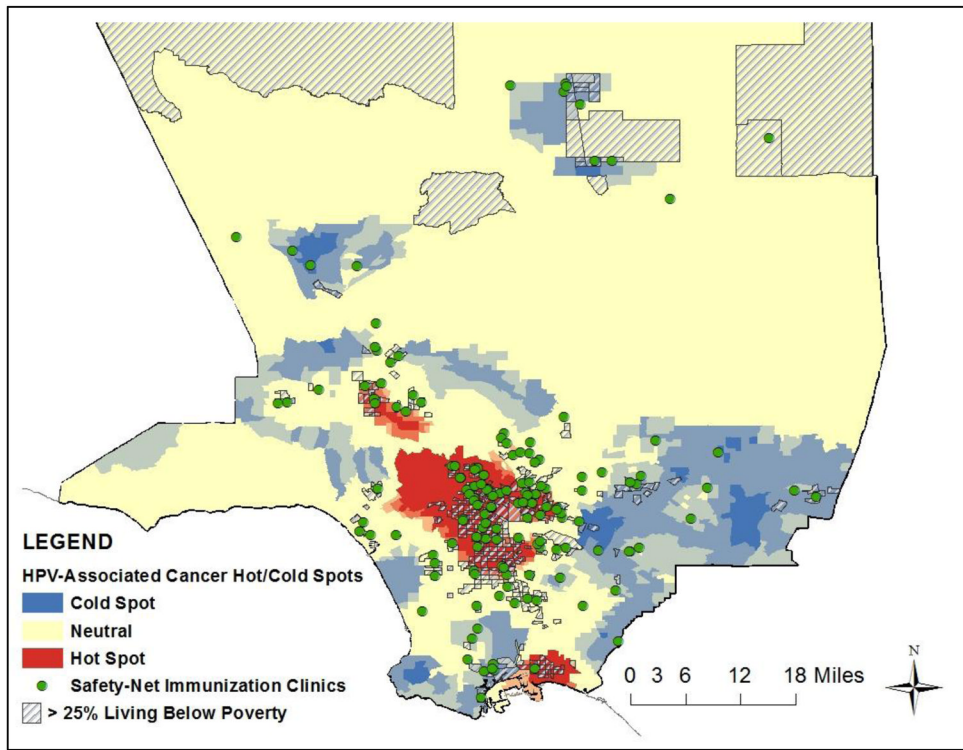 LEGEND
HPV-Associated Cancer Hot/Cold Spots
Cold Spot
Neutral
Hot Spot
Safety-Net Immunization Clinics
> 25% Living Below Poverty
0 3 6 12 18 Miles
N